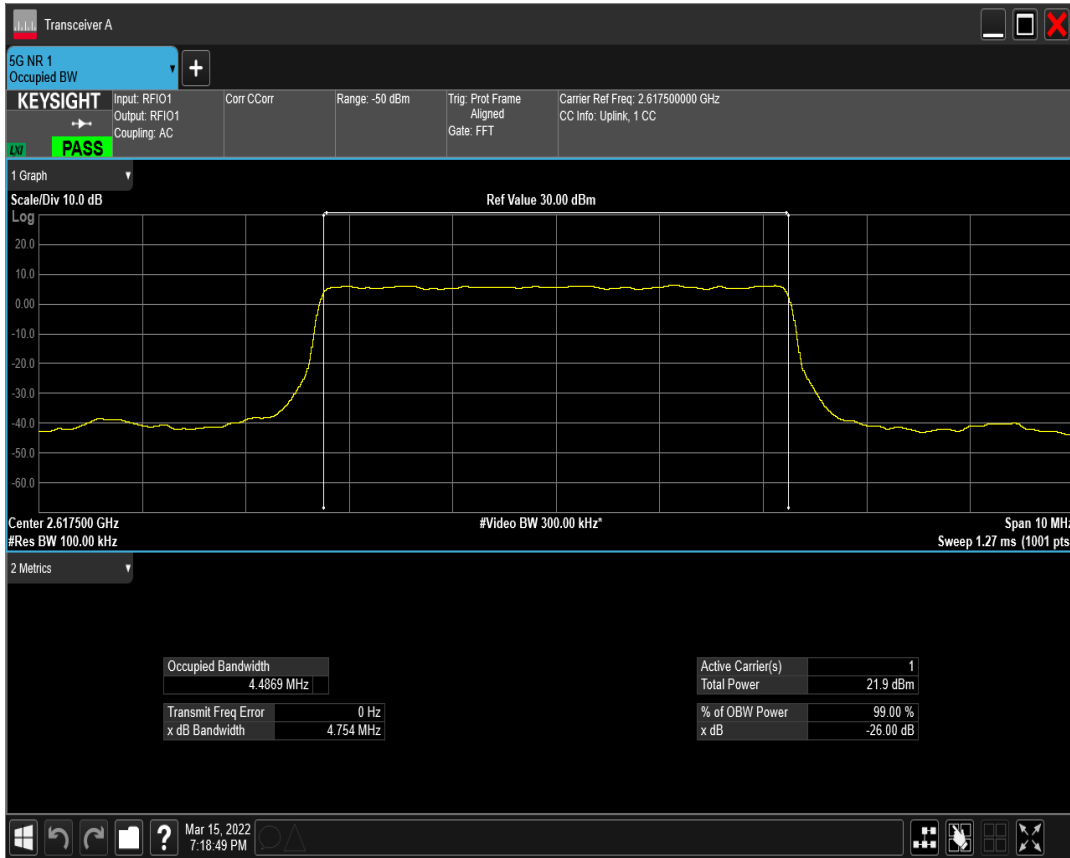 Transceiver A
5G NR 1
Occupied BW
KEYSIGHT
LXI
PASS
Input: RFIO1
Output: RFIO1
Coupling: AC
Corr CCorr
Range: -50 dBm
Trig: Prot Frame
Aligned
Gate: FFT
Carrier Ref Freq: 2.617500000 GHz
CC Info: Uplink, 1 CC
1 Graph
Scale/Div 10.0 dB
Ref Value 30.00 dBm
Log
20.0
10.0
0.00
-10.0
-20.0
-30.0
-40.0
-50.0
-60.0
Center 2.617500 GHz
#Video BW 300.00 kHz*
Span 10 MHz
#Res BW 100.00 kHz
Sweep 1.27 ms (1001 pts
2 Metrics
Occupied Bandwidth
4.4869 MHz
Transmit Freq Error 0 Hz
x dB Bandwidth 4.754 MHz
Active Carrier(s) 1
Total Power 21.9 dBm
% of OBW Power 99.00 %
x dB -26.00 dB
?
Mar 15, 2022
7:18:49 PM